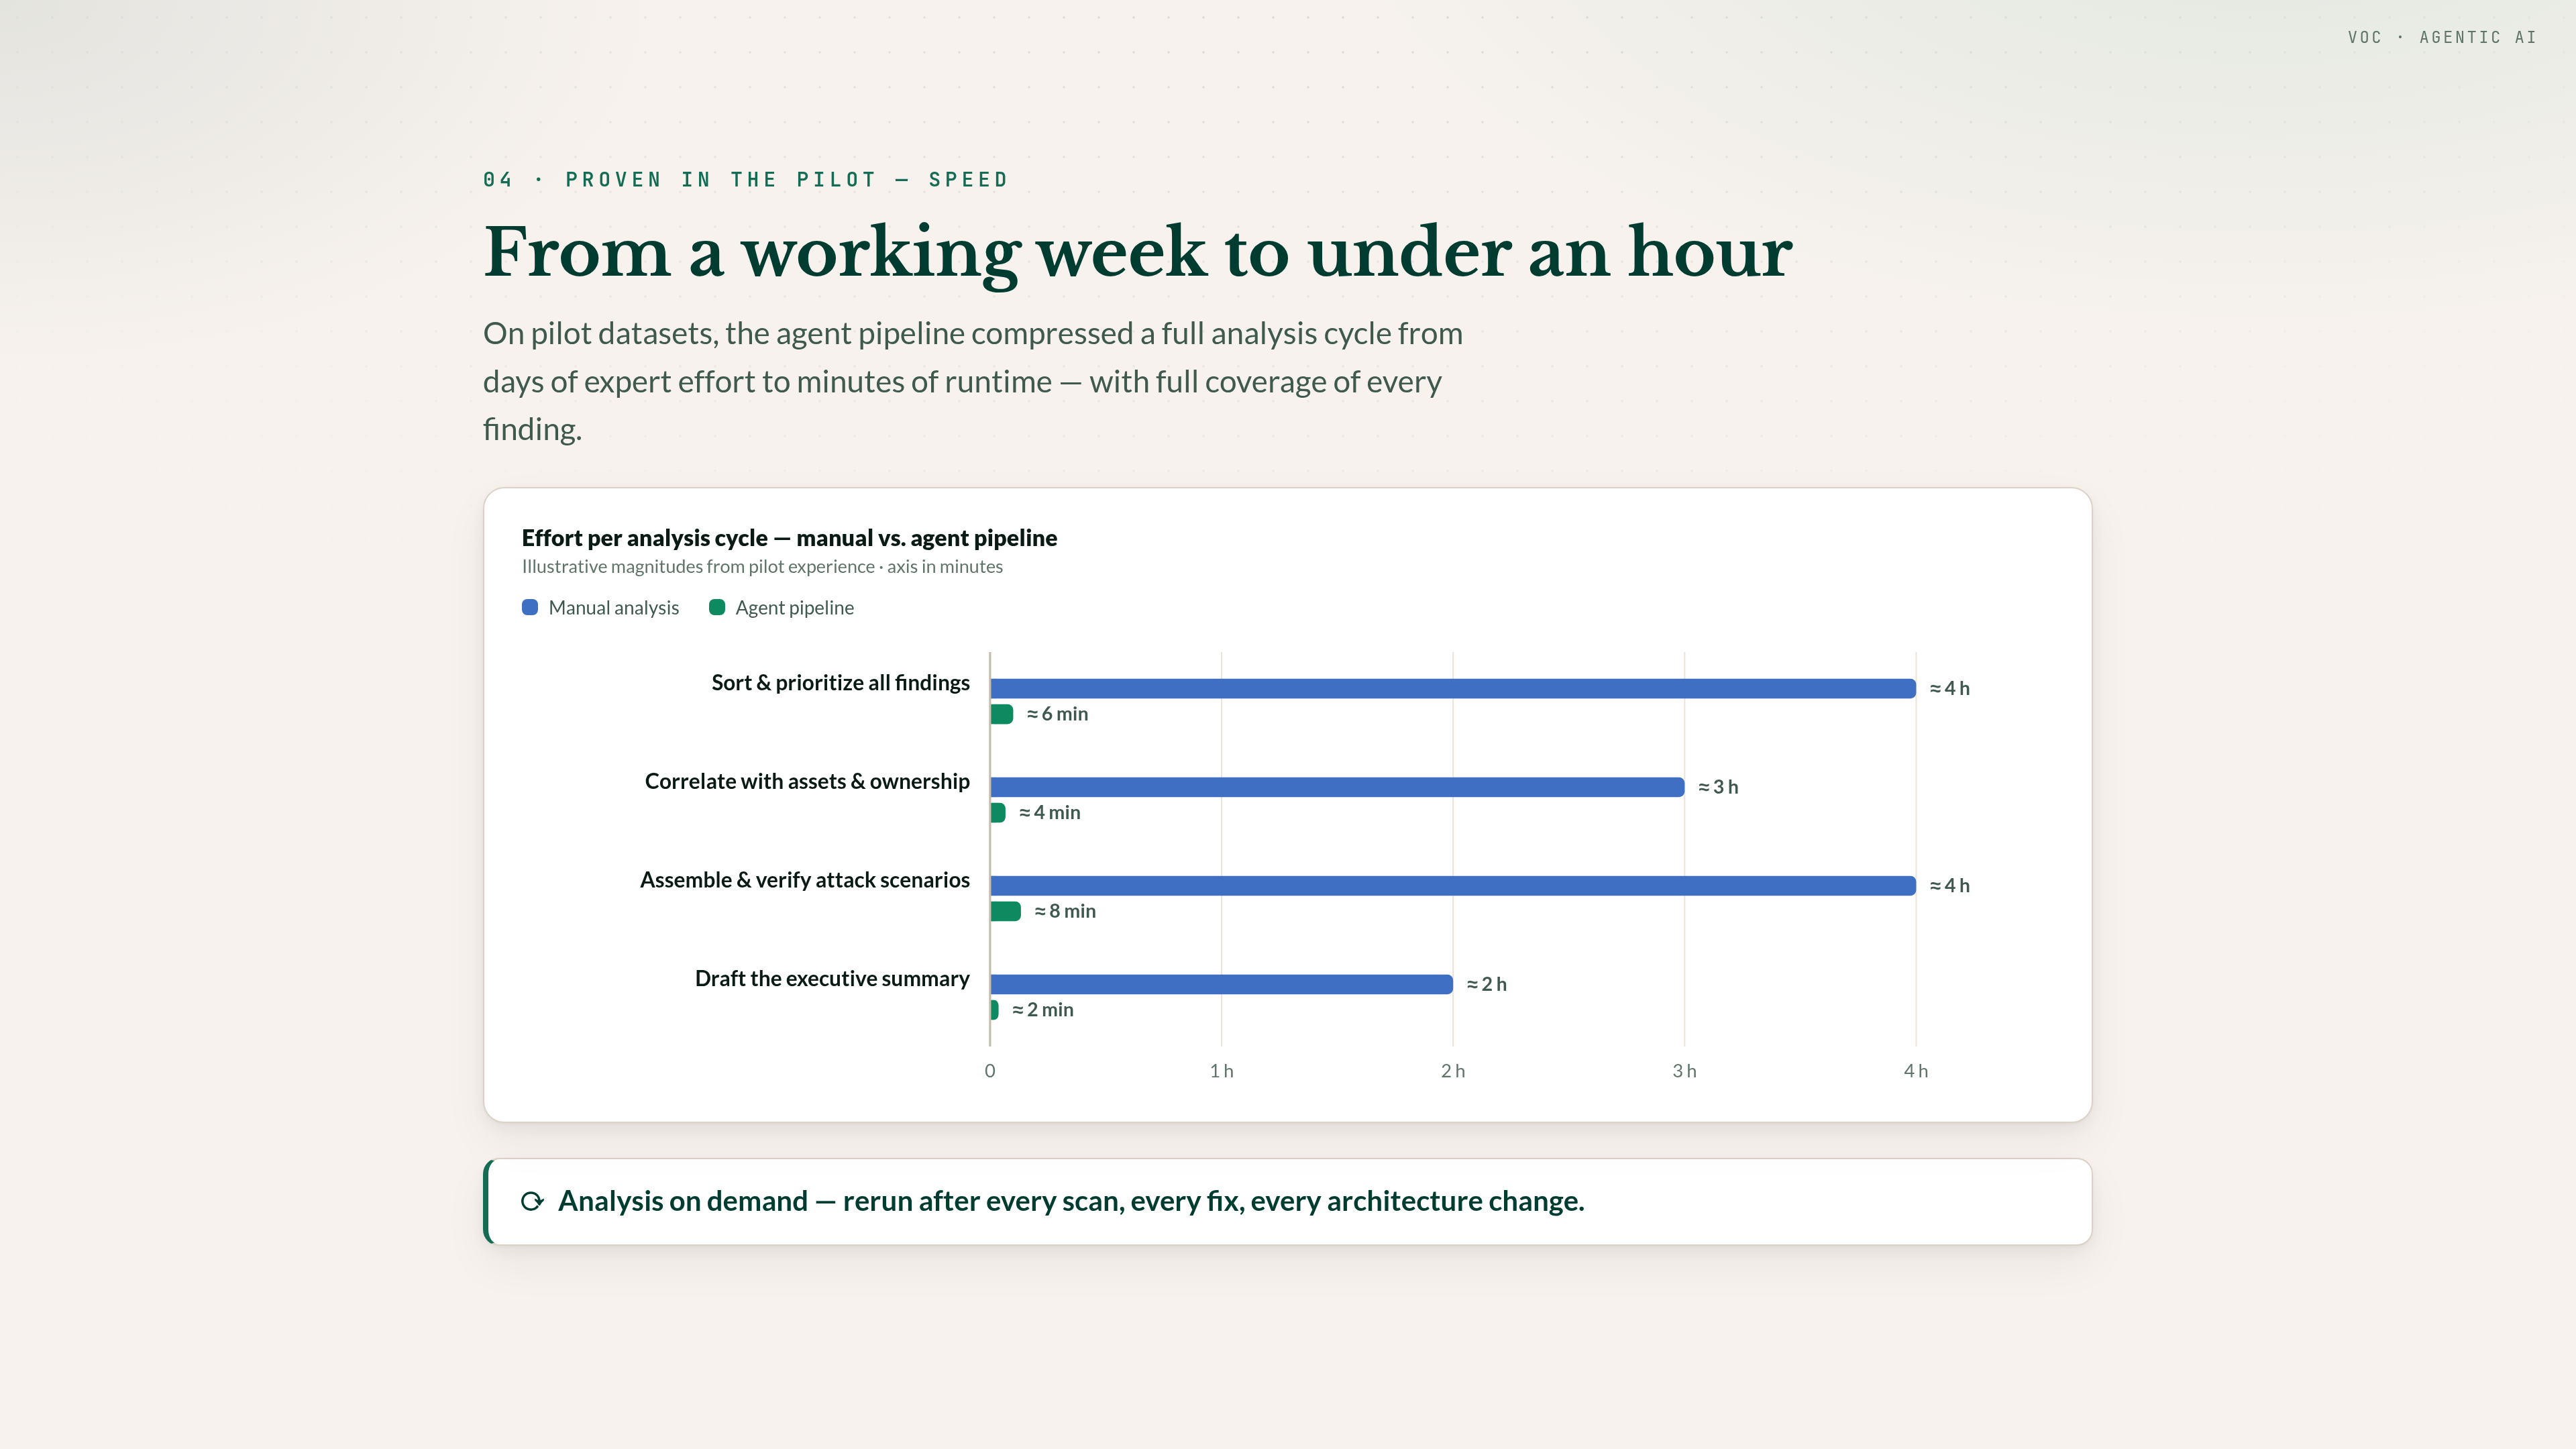 VOC · AGENTIC AI
04 · PROVEN IN THE PILOT — SPEED
From a working week to under an hour
On pilot datasets, the agent pipeline compressed a full analysis cycle from
days of expert effort to minutes of runtime — with full coverage of every
finding.
Effort per analysis cycle — manual vs. agent pipeline
Illustrative magnitudes from pilot experience · axis in minutes
Manual analysis Agent pipeline
Sort & prioritize all findings ≈ 4 h
≈ 6 min
Correlate with assets & ownership ≈ 3 h
≈ 4 min
Assemble & verify attack scenarios ≈ 4 h
≈ 8 min
Draft the executive summary ≈ 2 h
≈ 2 min
0 1 h 2 h 3 h 4 h
⟳ Analysis on demand — rerun after every scan, every fix, every architecture change.